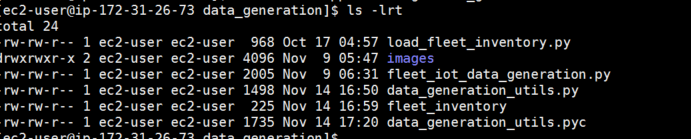 [ec2-user@ip-172-31-26-73 data_generation]$ ls -lrt
total 24
-rw-rw-r-- 1 ec2-user ec2-user  968 Oct 17 04:57 load_fleet_inventory.py
drwxrwxr-x 2 ec2-user ec2-user 4096 Nov  9 05:47 images
-rw-rw-r-- 1 ec2-user ec2-user 2005 Nov  9 06:31 fleet_iot_data_generation.py
-rw-rw-r-- 1 ec2-user ec2-user 1498 Nov 14 16:50 data_generation_utils.py
-rw-rw-r-- 1 ec2-user ec2-user  225 Nov 14 16:59 fleet_inventory
-rw-rw-r-- 1 ec2-user ec2-user 1735 Nov 14 17:20 data_generation_utils.pyc
[ec2-user@ip-172-31-26-73 data_generation]$